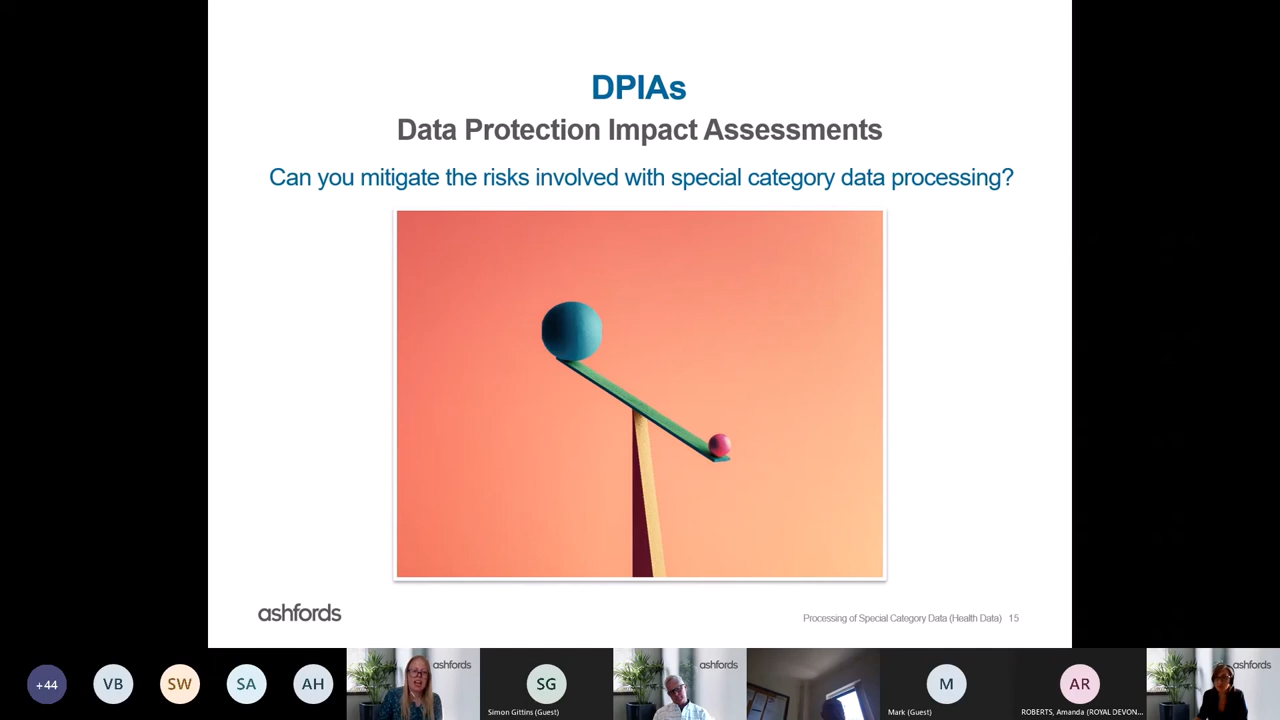 DPIAs
Data Protection Impact Assessments
Can you mitigate the risks involved with special category data processing?
ashfords
Processing of Special Category Data (Health Data) 15
+44
VB
SW
SA
AH
ashfords
SG
Simon Gittins (Guest)
ashfords
M
Mark (Guest)
AR
ROBERTS, Amanda (ROYAL DEVON...
ashfords